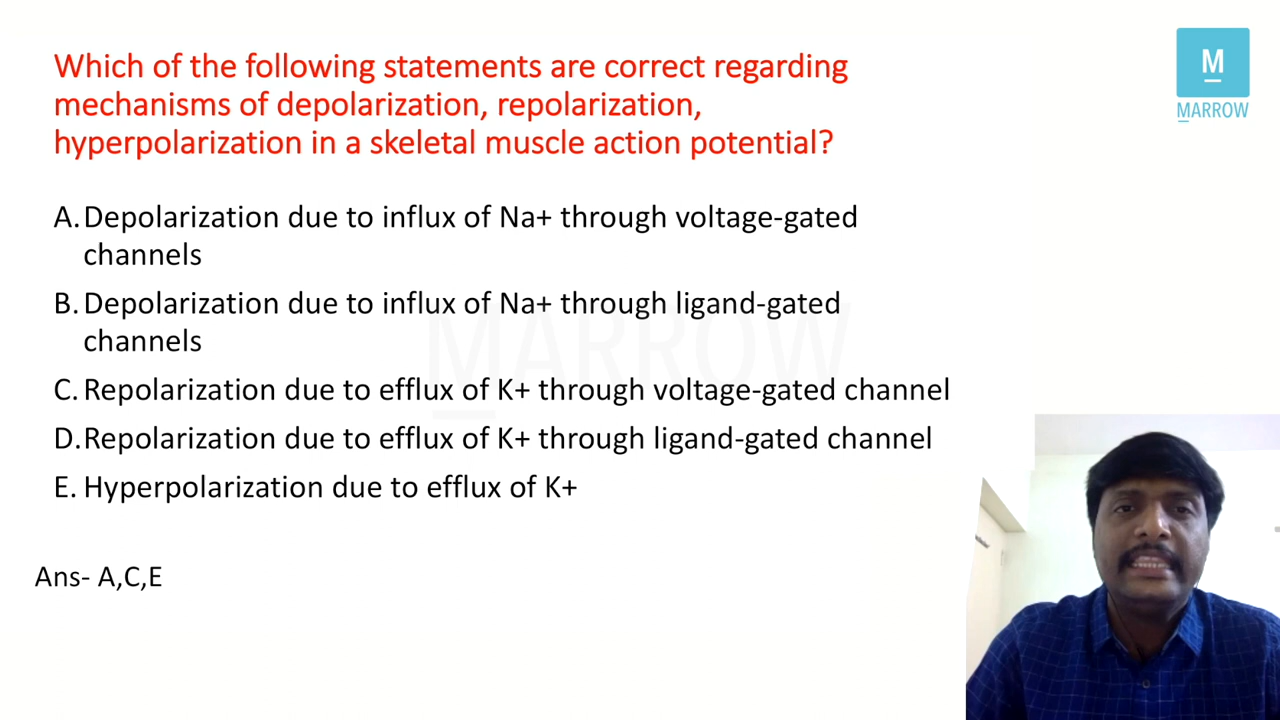 Which of the following statements are correct regarding
mechanisms of depolarization, repolarization,
hyperpolarization in a skeletal muscle action potential?
M
MARROW
A. Depolarization due to influx of Na+ through voltage-gated
channels
B. Depolarization due to influx of Na+ through ligand-gated
channels
MARROW
C. Repolarization due to efflux of K+ through voltage-gated channel
D. Repolarization due to efflux of K+ through ligand-gated channel
E. Hyperpolarization due to efflux of K+
Ans- A,C,E